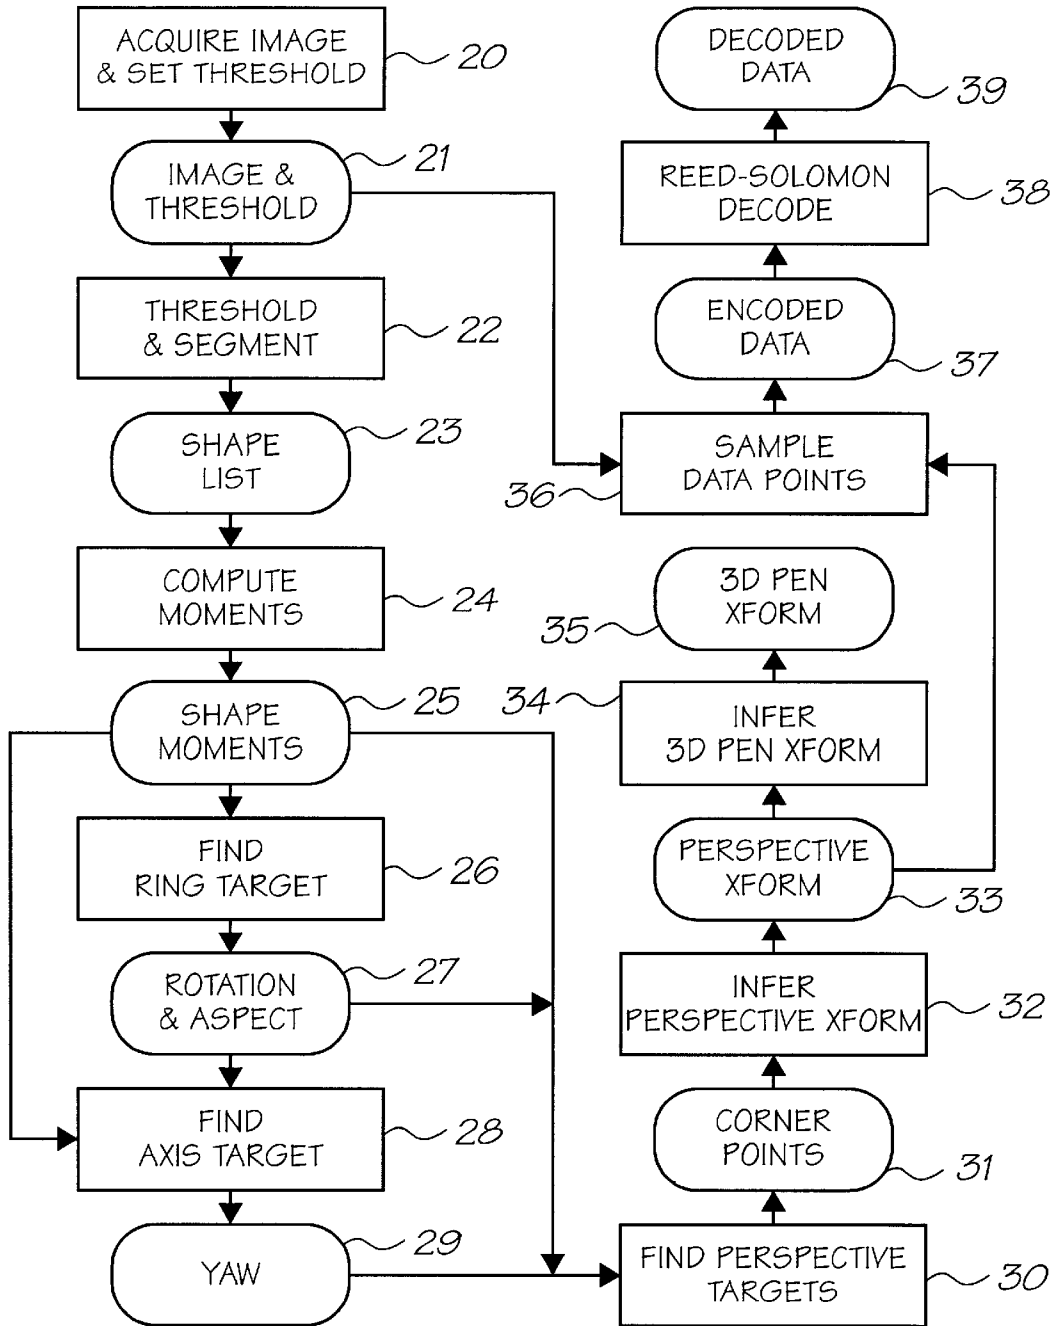 ACQUIRE IMAGE
& SET THRESHOLD
20
IMAGE &
THRESHOLD
21
THRESHOLD
& SEGMENT
22
SHAPE
LIST
23
COMPUTE
MOMENTS
24
SHAPE
MOMENTS
25
FIND
RING TARGET
26
ROTATION
& ASPECT
27
FIND
AXIS TARGET
28
YAW
29
FIND PERSPECTIVE
TARGETS
30
CORNER
POINTS
31
INFER
PERSPECTIVE XFORM
32
PERSPECTIVE
XFORM
33
INFER
3D PEN XFORM
34
3D PEN
XFORM
35
SAMPLE
DATA POINTS
36
ENCODED
DATA
37
REED-SOLOMON
DECODE
38
DECODED
DATA
39